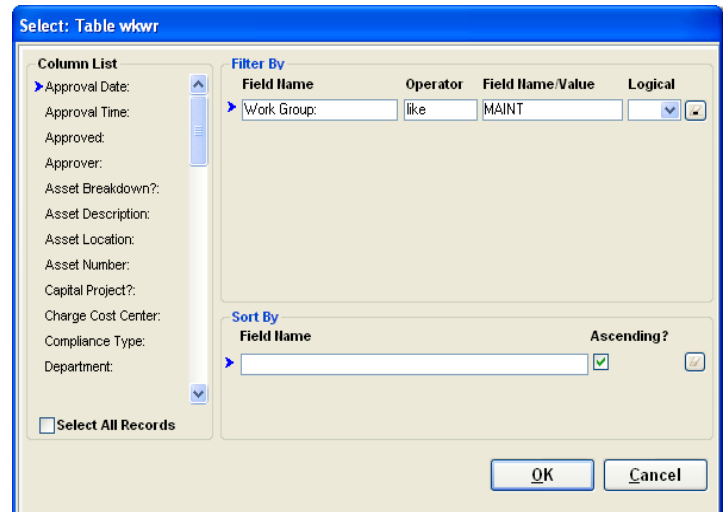 Select: Table wkwr
Column List
Approval Date:
Approval Time:
Approved:
Approver:
Asset Breakdown?:
Asset Description:
Asset Location:
Asset Number:
Capital Project?:
Charge Cost Center:
Compliance Type:
Department:
Select All Records
Filter By
Field Name Operator Field Name/Value Logical
Work Group: like MAINT
Sort By
Field Name Ascending?
OK Cancel